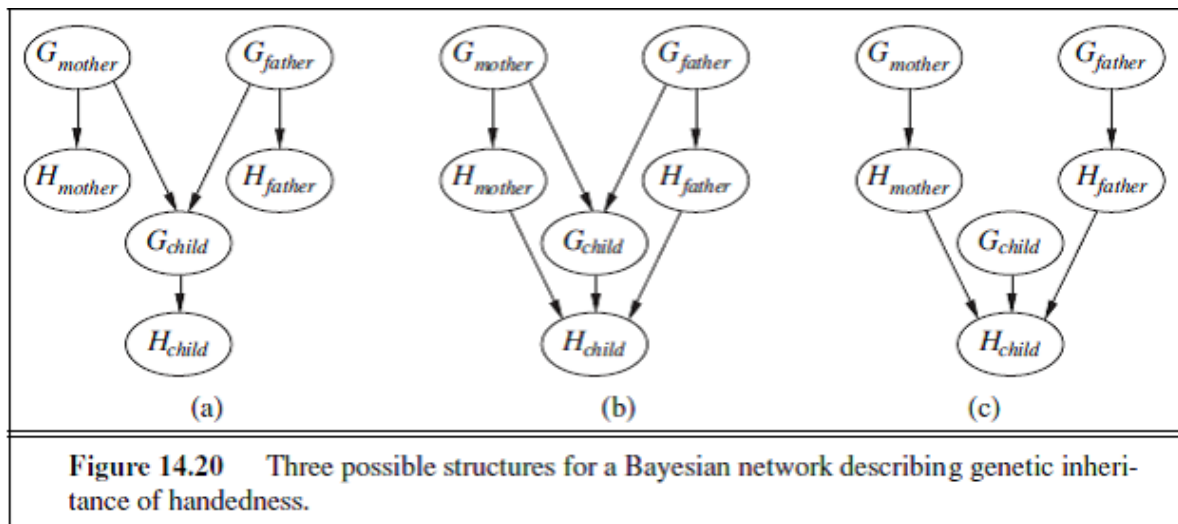 G_mother G_father G_mother G_father G_mother G_father
H_mother H_father H_mother H_father H_mother H_father
G_child G_child G_child
H_child H_child H_child
(a) (b) (c)
Figure 14.20 Three possible structures for a Bayesian network describing genetic inheri-
tance of handedness.